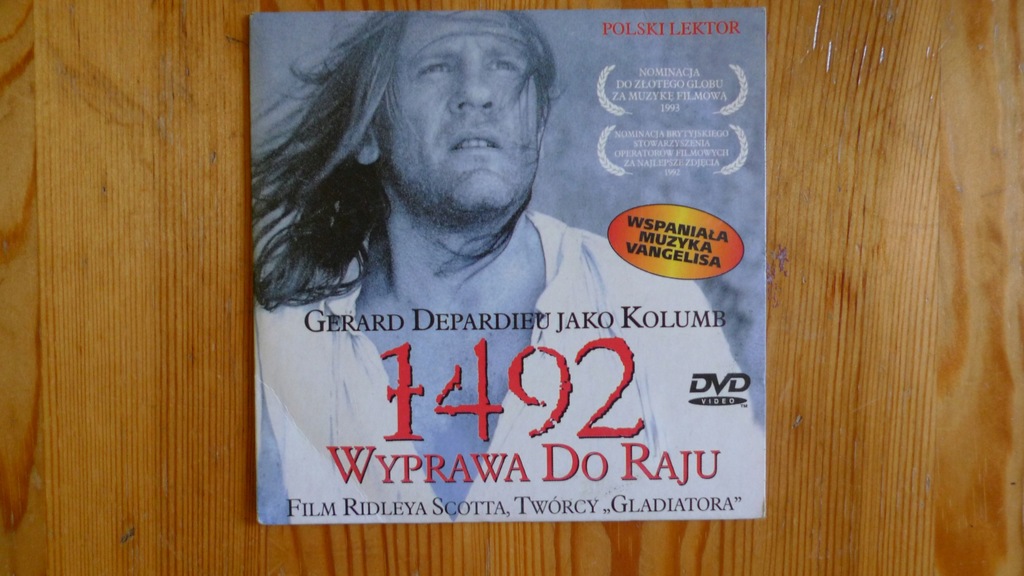 POLSKI LEKTOR
NOMINACJA
DO ZŁOTEGO GLOBU
ZA MUZYKĘ FILMOWĄ
1993
NOMINACJA BRYTYJSKIEGO
STOWARZYSZENIA
OPERATORÓW FILMOWYCH
ZA NAJLEPSZE ZDJĘCIA
1992
WSPANIAŁA
MUZYKA
VANGELISA
GERARD DEPARDIEU JAKO KOLUMB
1492
DVD
VIDEO
TM
WYPRAWA DO RAJU
FILM RIDLEYA SCOTTA, TWÓRCY „GLADIATORA”